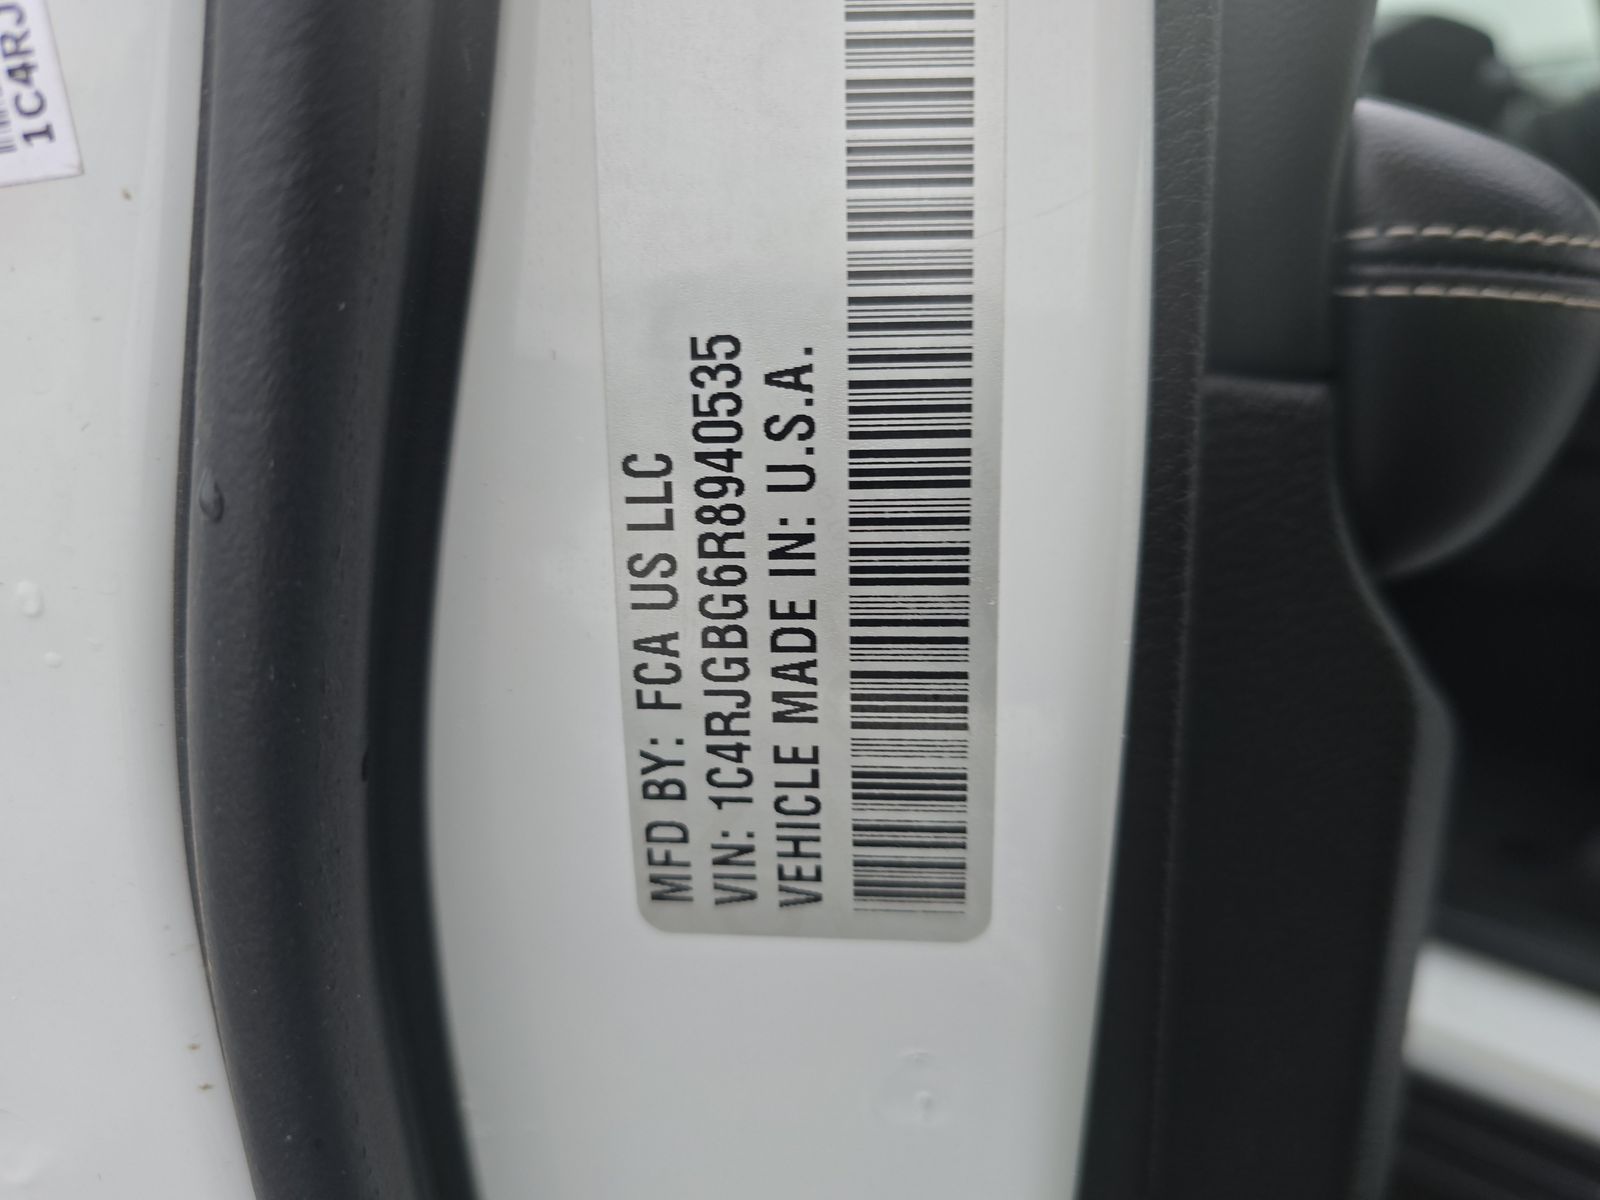 1C4RJ
MFD BY: FCA US LLC
VIN: 1C4RJGBG6R8940535
VEHICLE MADE IN: U.S.A.